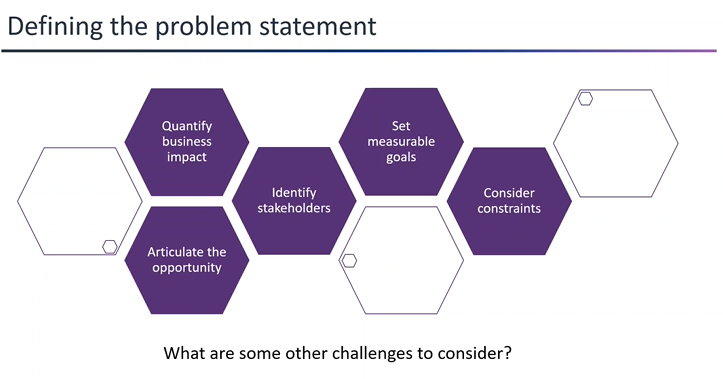 Defining the problem statement
Quantify
business
impact
Articulate the
opportunity
Identify
stakeholders
Set
measurable
goals
Consider
constraints
What are some other challenges to consider?